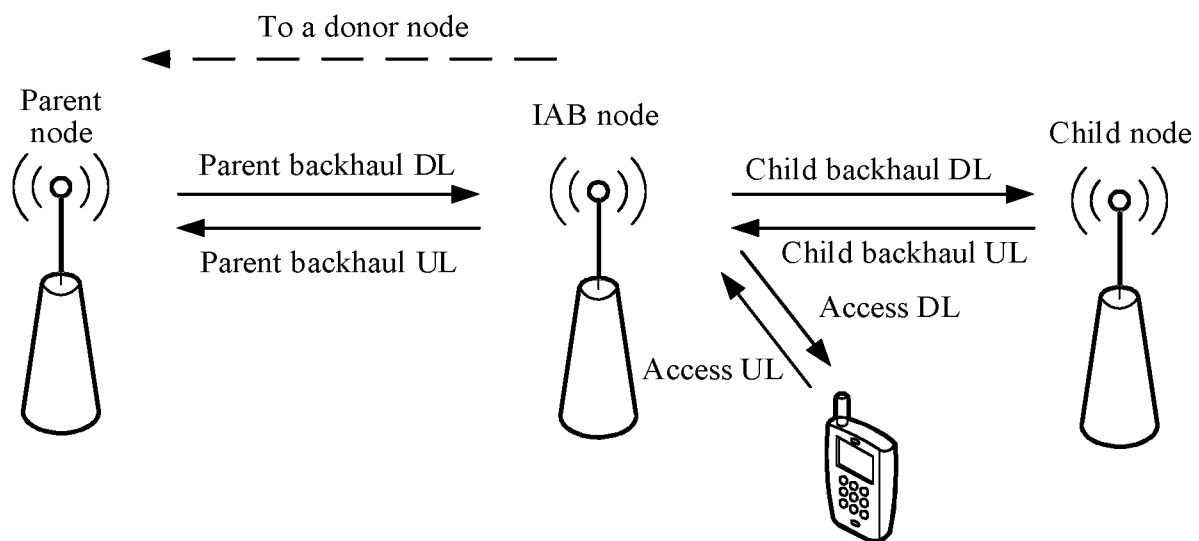 To a donor node
Parent
node
IAB node
Child node
Parent backhaul DL
Child backhaul DL
Parent backhaul UL
Child backhaul UL
Access DL
Access UL